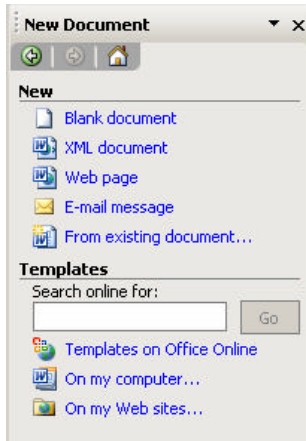 New Document
New
Blank document
XML document
Web page
E-mail message
From existing document...
Templates
Search online for:
Go
Templates on Office Online
On my computer...
On my Web sites...